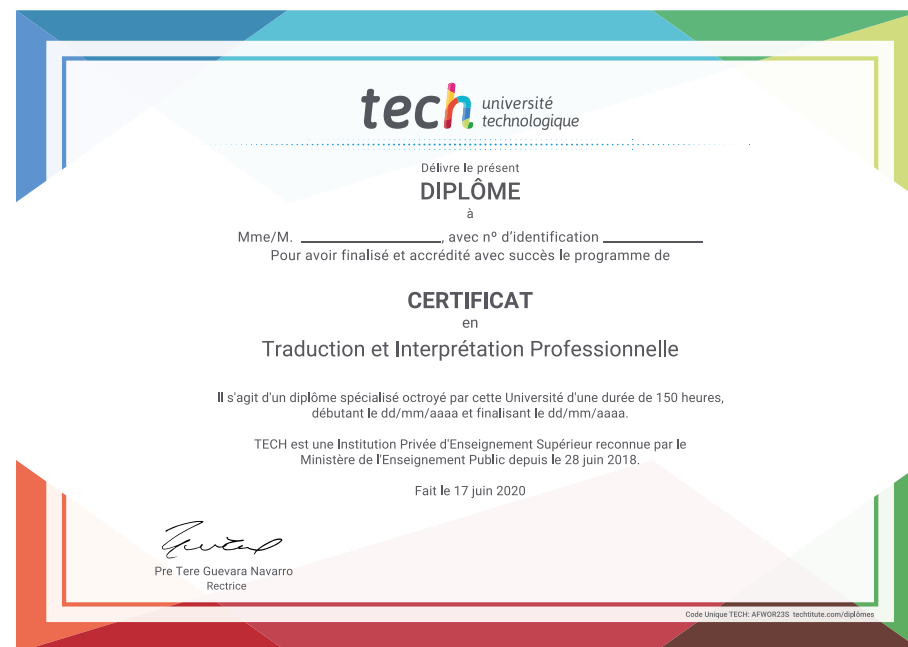 tech université
technologique
Délivre le présent
DIPLÔME
à
Mme/M. ____________________, avec nº d’identification ______________
Pour avoir finalisé et accrédité avec succès le programme de
CERTIFICAT
en
Traduction et Interprétation Professionnelle
Il s'agit d'un diplôme spécialisé octroyé par cette Université d'une durée de 150 heures,
débutant le dd/mm/aaaa et finalisant le dd/mm/aaaa.
TECH est une Institution Privée d'Enseignement Supérieur reconnue par le
Ministère de l'Enseignement Public depuis le 28 juin 2018.
Fait le 17 juin 2020
Pre Tere Guevara Navarro
Rectrice
Code Unique TECH: AFWOR23S techtitute.com/diplômes